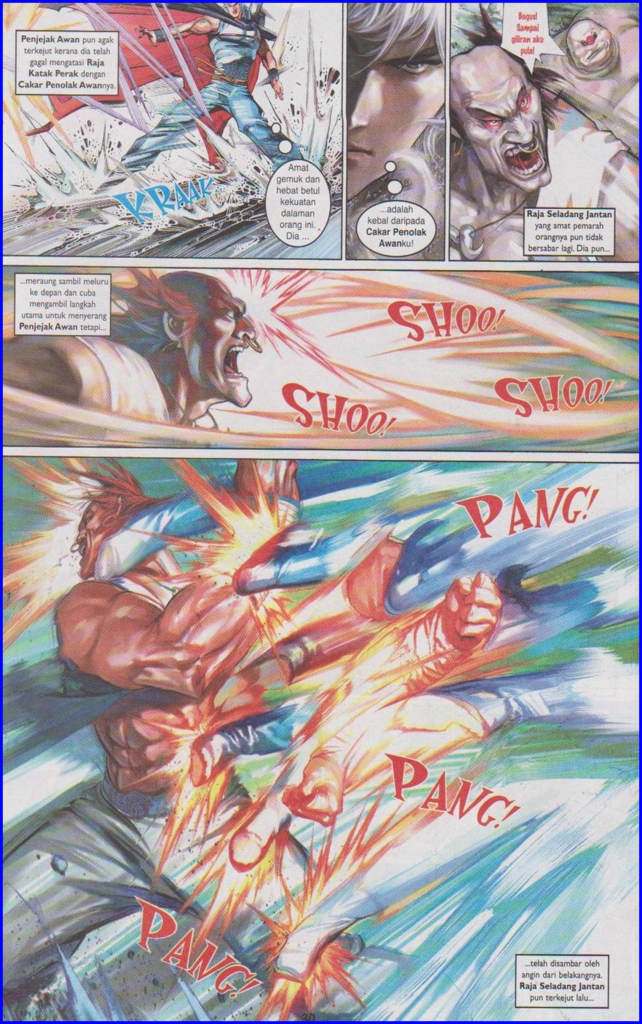 Penjejak Awan pun agak
terkejut kerana dia telah
gagal mengatasi Raja
Katak Perak dengan
Cakar Penolak Awannya.
KRAAK..
Amat
gemuk dan
hebat betul
kekuatan
dalaman
orang ini.
Dia ...
...adalah
kebal daripada
Cakar Penolak
Awanku!
Bagus!
Sampai
giliran aku
pula!
Raja Seladang Jantan
yang amat pemarah
orangnya pun tidak
bersabar lagi. Dia pun...
...meraung sambil meluru
ke depan dan cuba
mengambil langkah
utama untuk menyerang
Penjejak Awan tetapi...
SHOO!
SHOO!
SHOO!
PANG!
PANG!
PANG!
...telah disambar oleh
angin dari belakangnya.
Raja Seladang Jantan
pun terkejut lalu...
30